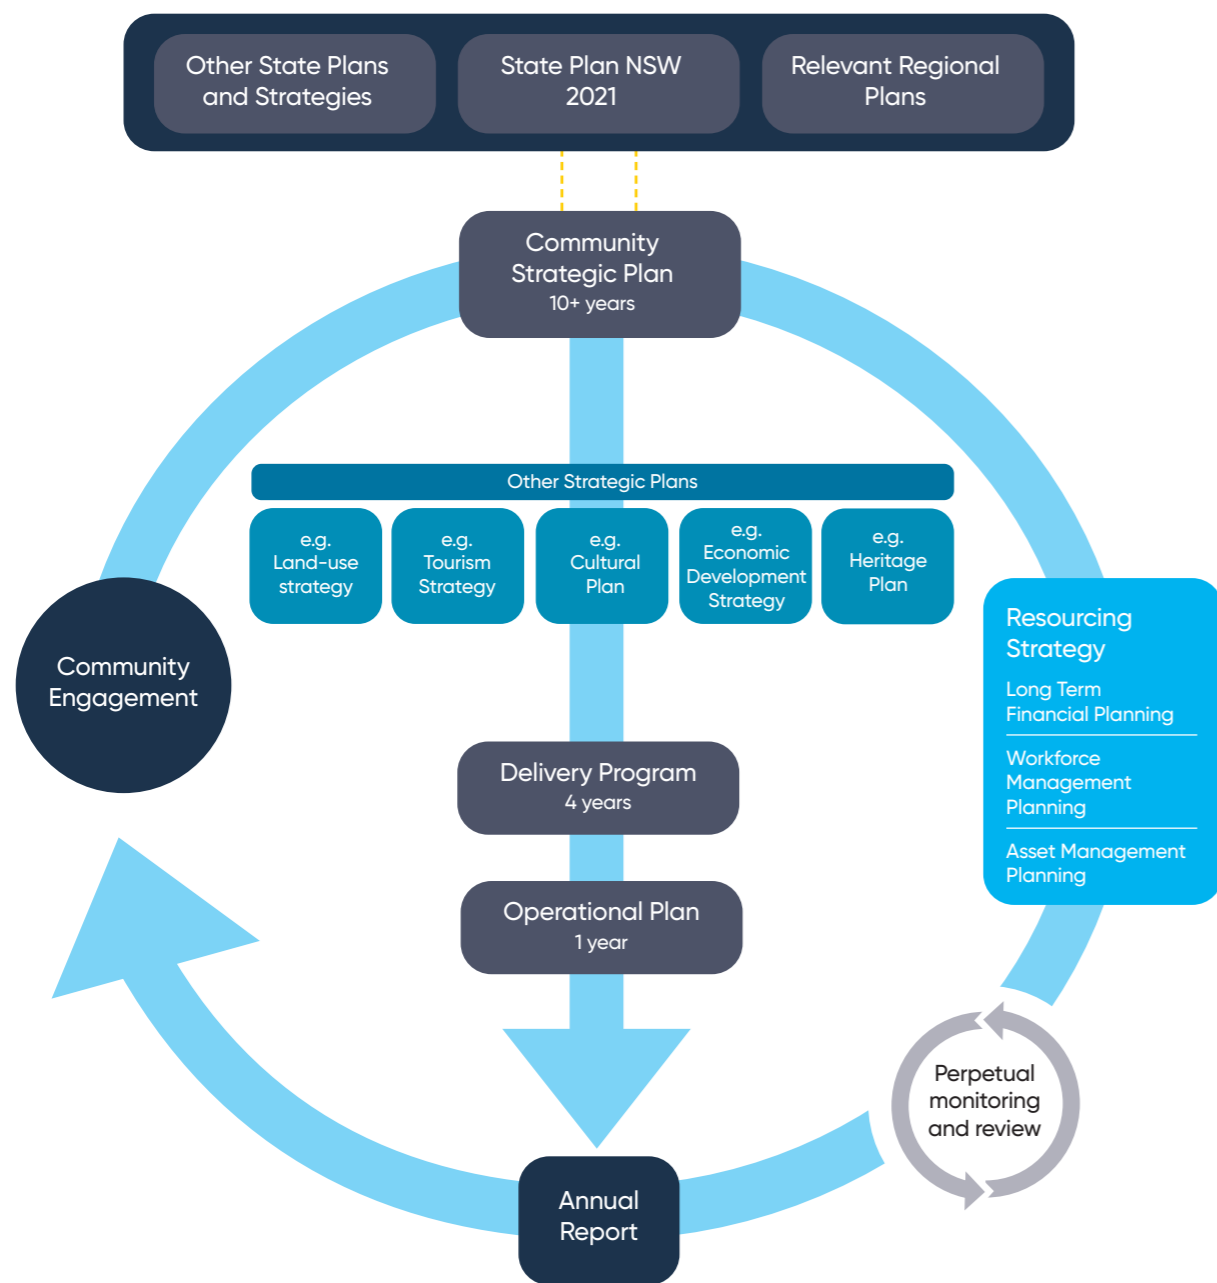 Other State Plans
and Strategies
State Plan NSW
2021
Relevant Regional
Plans
Community
Strategic Plan
10+ years
Other Strategic Plans
e.g.
Land-use
strategy
e.g.
Tourism
Strategy
e.g.
Cultural
Plan
e.g.
Economic
Development
Strategy
e.g.
Heritage
Plan
Community
Engagement
Resourcing
Strategy
Long Term
Financial Planning
Workforce
Management
Planning
Asset Management
Planning
Delivery Program
4 years
Operational Plan
1 year
Perpetual
monitoring
and review
Annual
Report